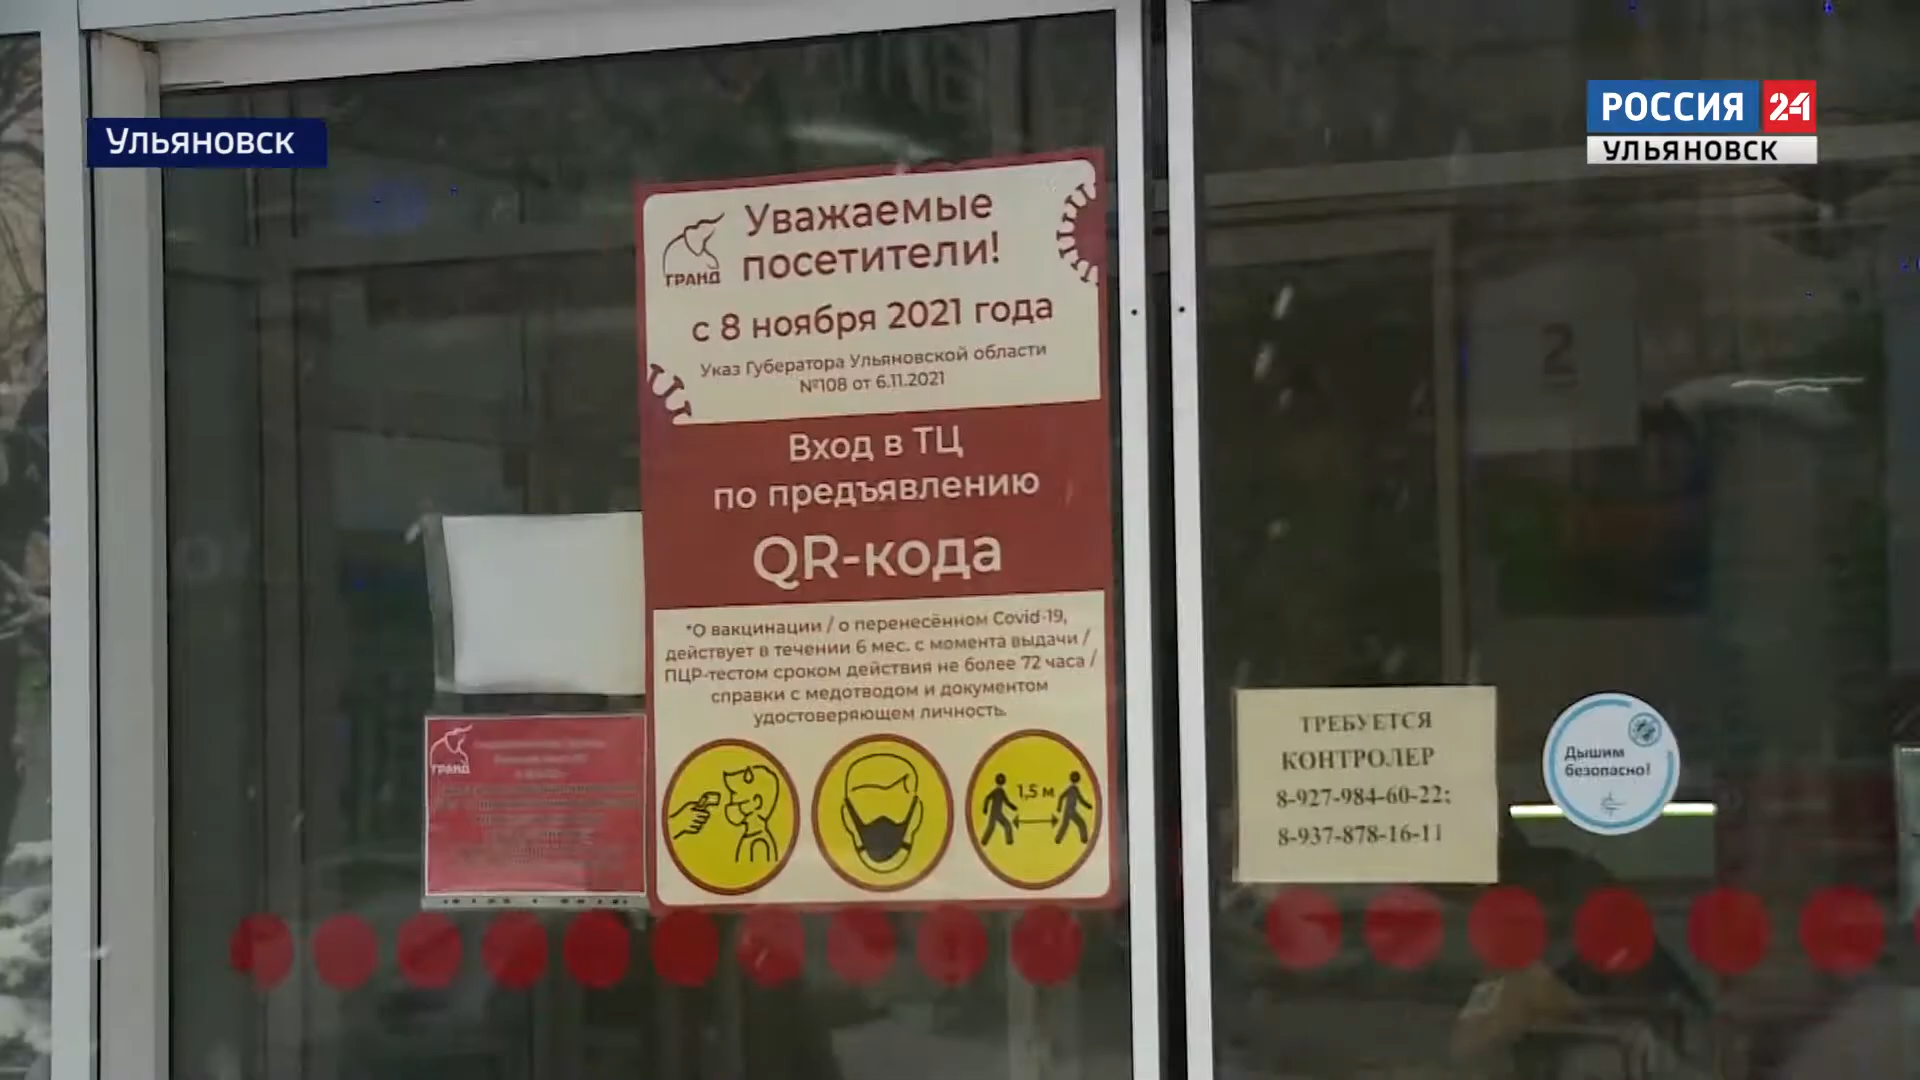 Ульяновск
РОССИЯ 24
УЛЬЯНОВСК
ГРАНД
Уважаемые
посетители!
с 8 ноября 2021 года
Указ Губератора Ульяновской области
№108 от 6.11.2021
Вход в ТЦ
по предъявлению
QR-кода
*О вакцинации / о перенесённом Covid-19,
действует в течении 6 мес. с момента выдачи /
ПЦР-тестом сроком действия не более 72 часа /
справки с медотводом и документом
удостоверяющем личность.
1,5 м
ГРАНД
2
ТРЕБУЕТСЯ
КОНТРОЛЕР
8-927-984-60-22;
8-937-878-16-11
Дышим
безопасно!